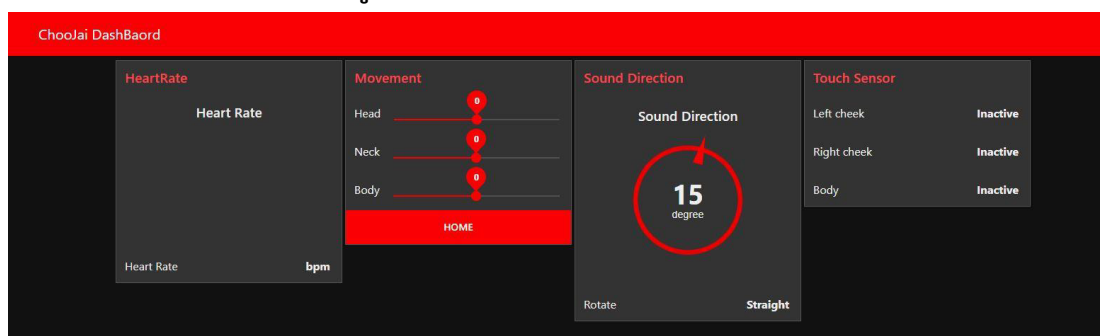 ChooJai DashBaord
HeartRate
Heart Rate
Heart Rate bpm
Movement
Head 0
Neck 0
Body 0
HOME
Sound Direction
Sound Direction
15
degree
Rotate Straight
Touch Sensor
Left cheek Inactive
Right cheek Inactive
Body Inactive